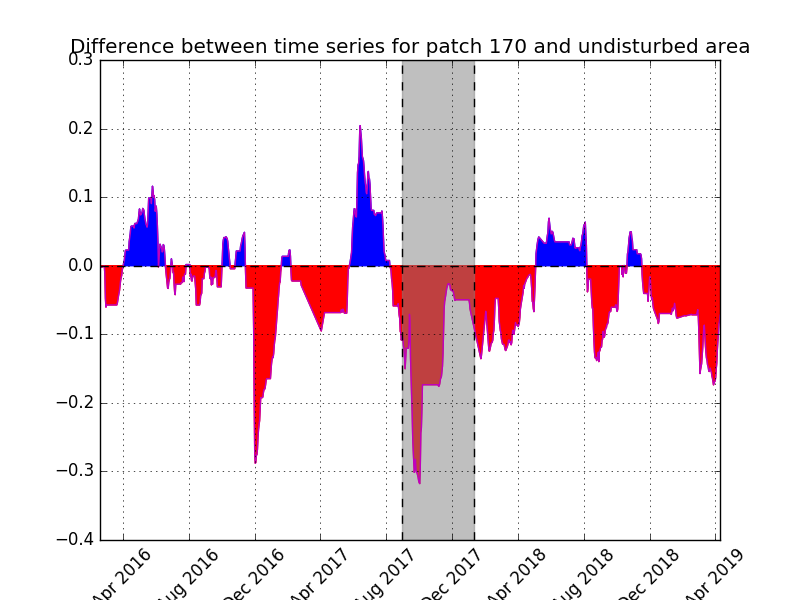 Difference between time series for patch 170 and undisturbed area
0.3
0.2
0.1
0.0
−0.1
−0.2
−0.3
−0.4
Apr 2016
Aug 2016
Dec 2016
Apr 2017
Aug 2017
Dec 2017
Apr 2018
Aug 2018
Dec 2018
Apr 2019